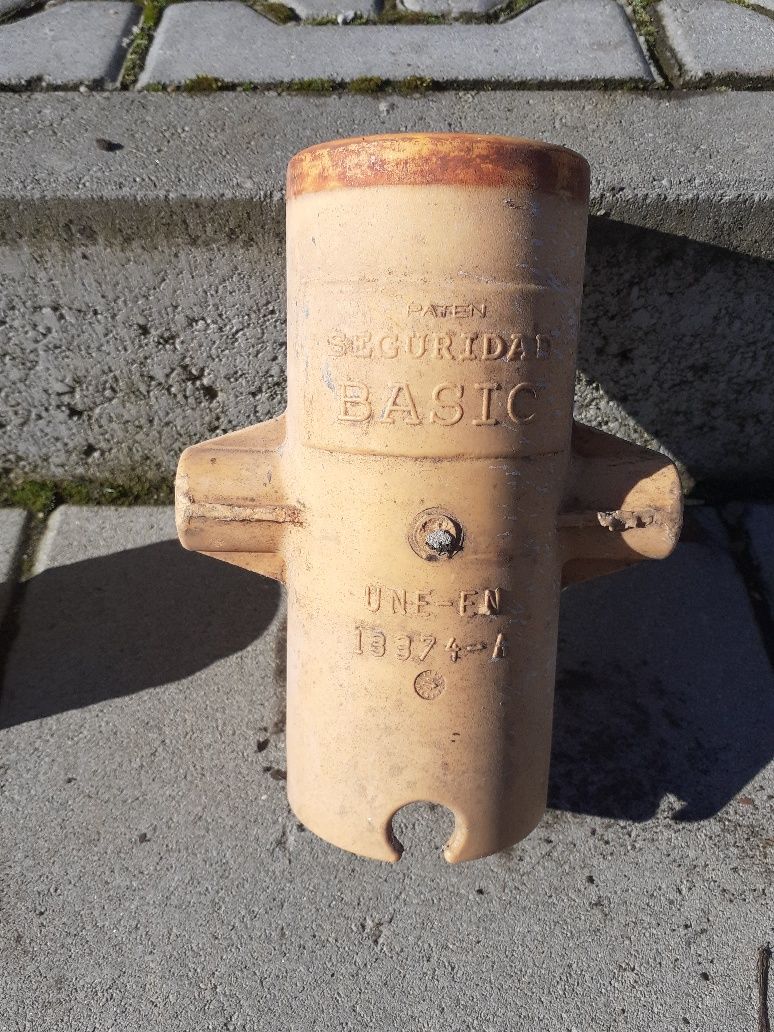 PATEN
SEGURIDAD
BASIC
UNE-EN
13374-A